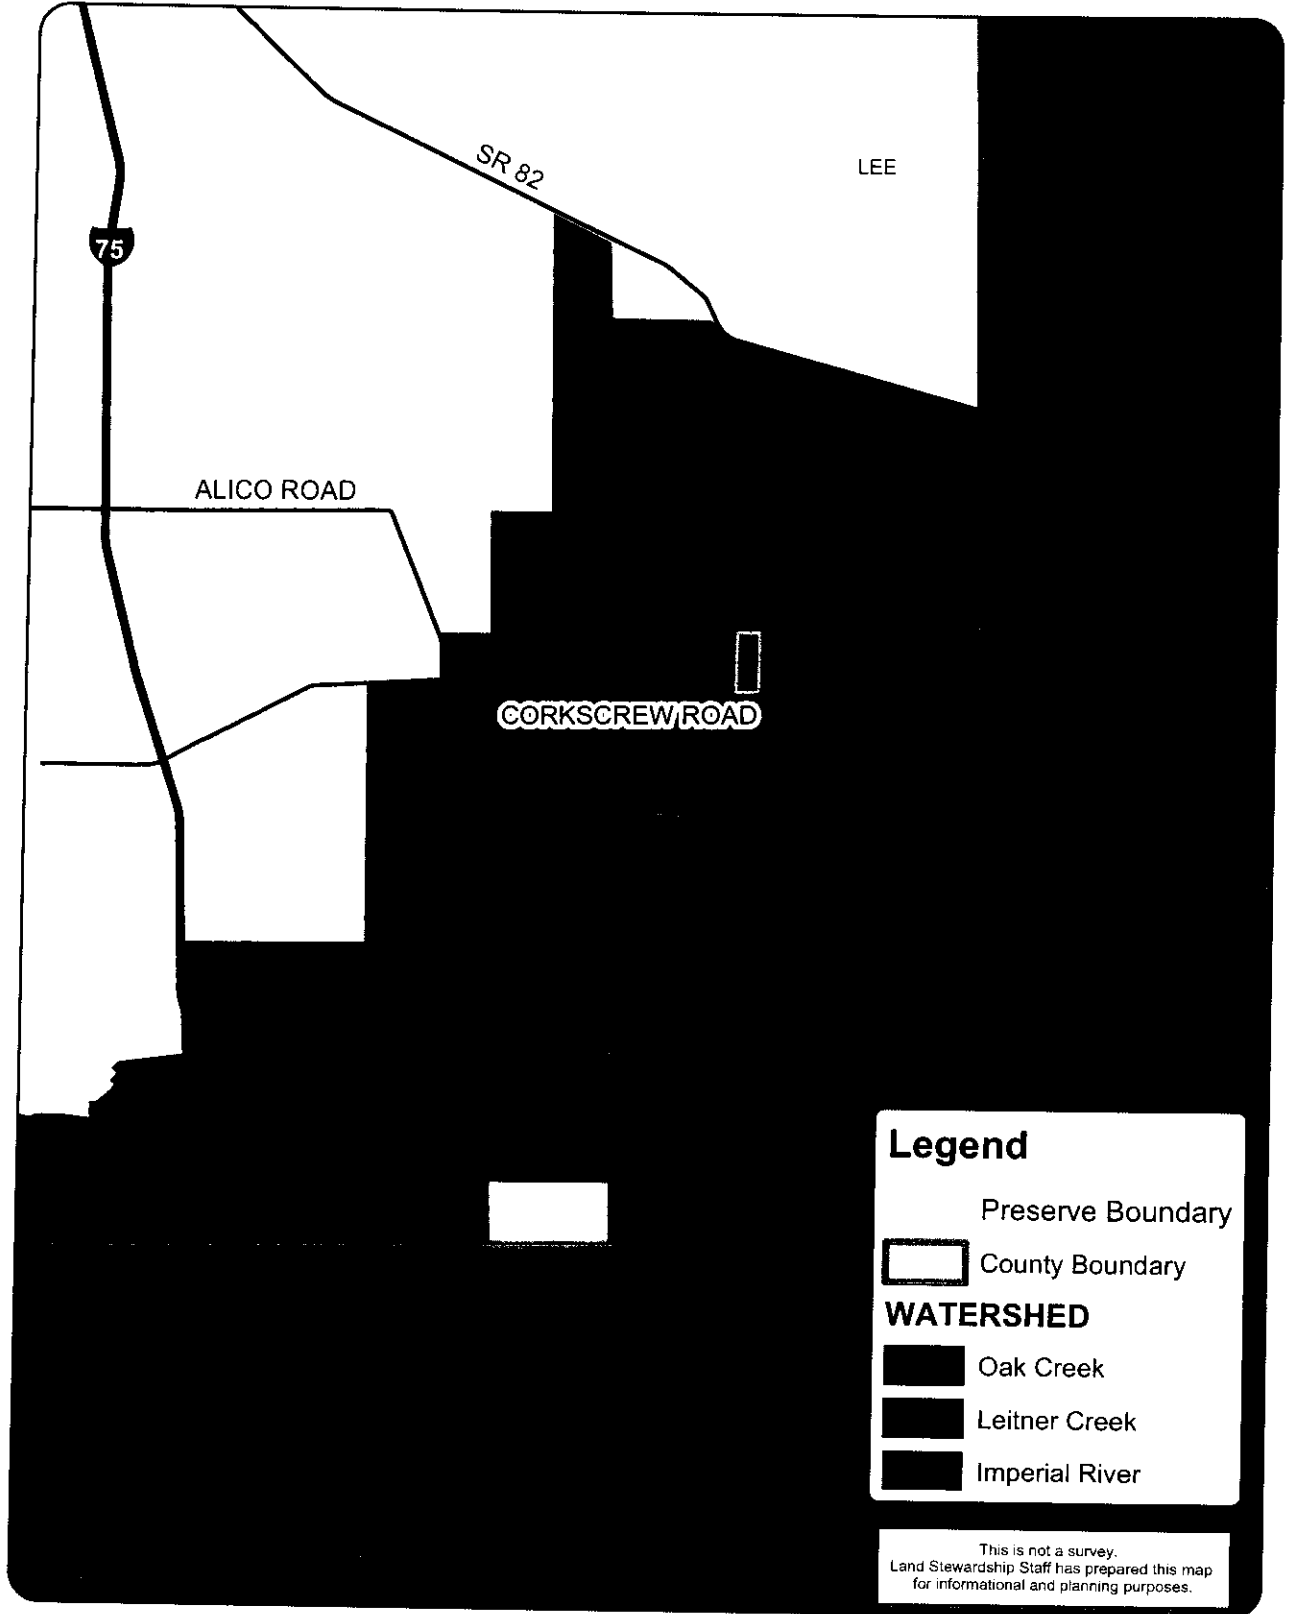 SR 82
LEE
75
ALICO ROAD
CORKSCREW ROAD
Legend
Preserve Boundary
County Boundary
WATERSHED
Oak Creek
Leitner Creek
Imperial River
This is not a survey.
Land Stewardship Staff has prepared this map
for informational and planning purposes.